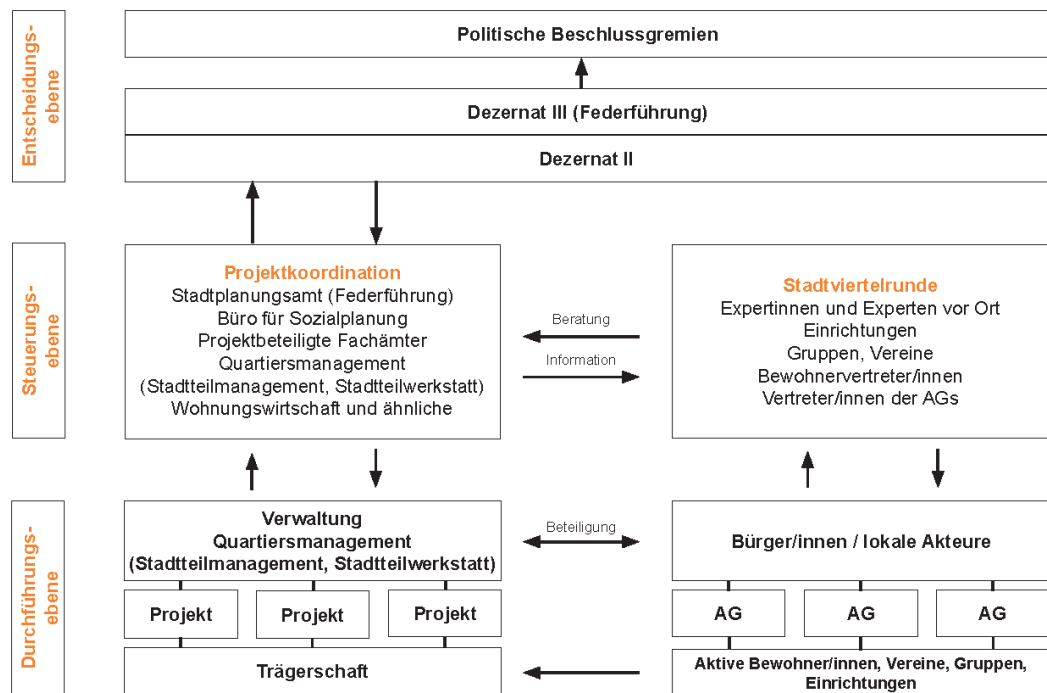 Entscheidungs-
ebene
Politische Beschlussgremien
Dezernat III (Federführung)
Dezernat II
Steuerungs-
ebene
Projektkoordination
Stadtplanungsamt (Federführung)
Büro für Sozialplanung
Projektbeteiligte Fachämter
Quartiersmanagement
(Stadtteilmanagement, Stadtteilwerkstatt)
Wohnungswirtschaft und ähnliche
Beratung
Information
Stadtviertelrunde
Expertinnen und Experten vor Ort
Einrichtungen
Gruppen, Vereine
Bewohnervertreter/innen
Vertreter/innen der AGs
Durchführungs-
ebene
Verwaltung
Quartiersmanagement
(Stadtteilmanagement, Stadtteilwerkstatt)
Beteiligung
Bürger/innen / lokale Akteure
Projekt
Projekt
Projekt
AG
AG
AG
Trägerschaft
Aktive Bewohner/innen, Vereine, Gruppen,
Einrichtungen